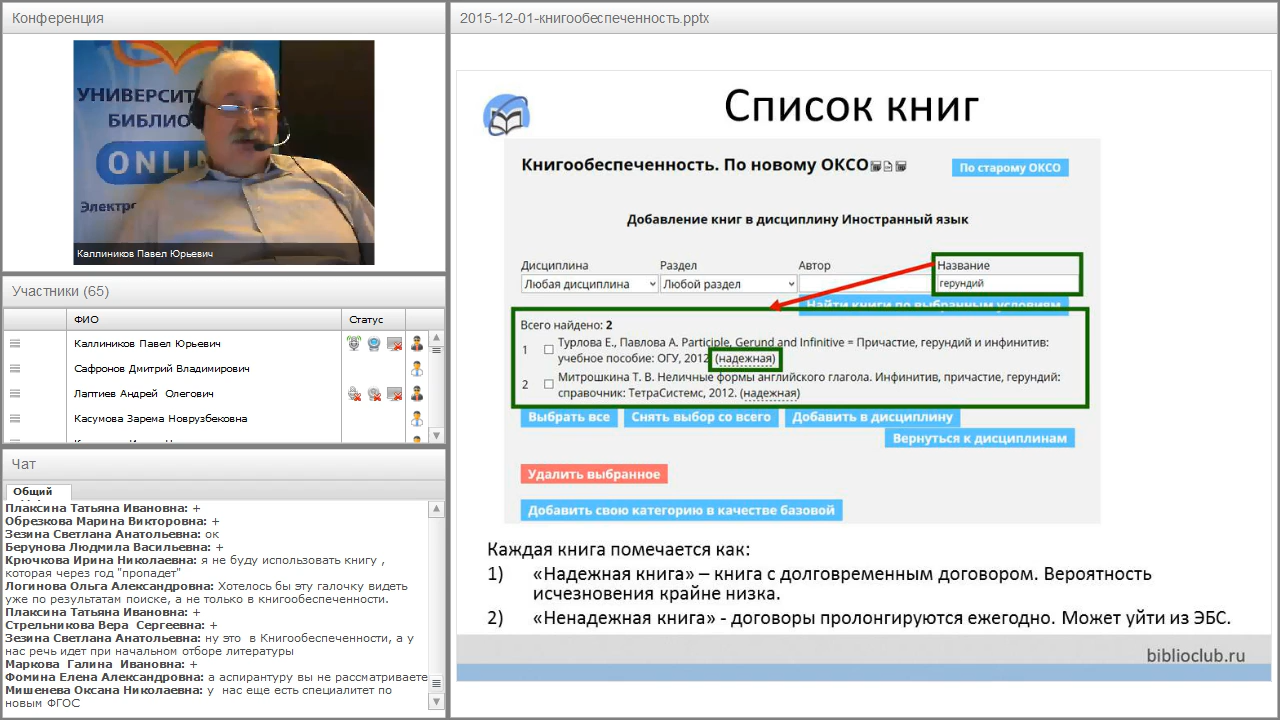 Конференция
УНИВЕРСИТ
БИБЛИО
ONLIN
Электро
Каллиников Павел Юрьевич
Участники (65)
ФИО
Статус
Каллиников Павел Юрьевич
Сафронов Дмитрий Владимирович
Лаптиев Андрей Олегович
Касумова Зарема Новрузбековна
Чат
Общий
Плаксина Татьяна Ивановна: +
Обрезкова Марина Викторовна: +
Зезина Светлана Анатольевна: ок
Берунова Людмила Васильевна: +
Крючкова Ирина Николаевна: я не буду использовать книгу ,
которая через год "пропадет"
Логинова Ольга Александровна: Хотелось бы эту галочку видеть
уже по результатам поиске, а не только в книгообеспеченности.
Плаксина Татьяна Ивановна: +
Стрельникова Вера Сергеевна: +
Зезина Светлана Анатольевна: ну это в Книгообеспеченности, а у
нас речь идет при начальном отборе литературы
Маркова Галина Ивановна: +
Фомина Елена Александровна: а аспирантуру вы не рассматриваете
Мишенева Оксана Николаевна: у нас еще есть специалитет по
новым ФГОС
2015-12-01-книгообеспеченность.pptx
Список книг
Книгообеспеченность. По новому ОКСО
По старому ОКСО
Добавление книг в дисциплину Иностранный язык
Дисциплина Раздел Автор Название
Любая дисциплина Любой раздел герундий
Найти книги по выбранным условиям
Всего найдено: 2
1 Турлова Е., Павлова А. Participle, Gerund and Infinitive = Причастие, герундий и инфинитив:
учебное пособие: ОГУ, 2012 (надежная)
2 Митрошкина Т. В. Неличные формы английского глагола. Инфинитив, причастие, герундий:
справочник: ТетраСистемс, 2012. (надежная)
Выбрать все Снять выбор со всего Добавить в дисциплину
Вернуться к дисциплинам
Удалить выбранное
Добавить свою категорию в качестве базовой
Каждая книга помечается как:
1) «Надежная книга» – книга с долговременным договором. Вероятность
исчезновения крайне низка.
2) «Ненадежная книга» - договоры пролонгируются ежегодно. Может уйти из ЭБС.
biblioclub.ru